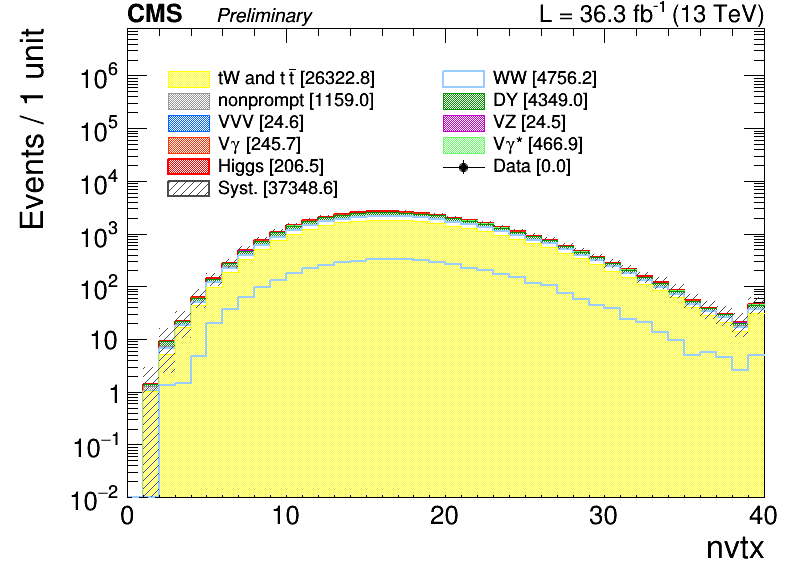 CMS Preliminary L = 36.3 fb⁻¹ (13 TeV)
Events / 1 unit
10⁶
10⁵
10⁴
10³
10²
10
1
10⁻¹
10⁻²
tW and tt̄ [26322.8]
nonprompt [1159.0]
VVV [24.6]
Vγ [245.7]
Higgs [206.5]
Syst. [37348.6]
WW [4756.2]
DY [4349.0]
VZ [24.5]
Vγ* [466.9]
Data [0.0]
0 10 20 30 40
nvtx